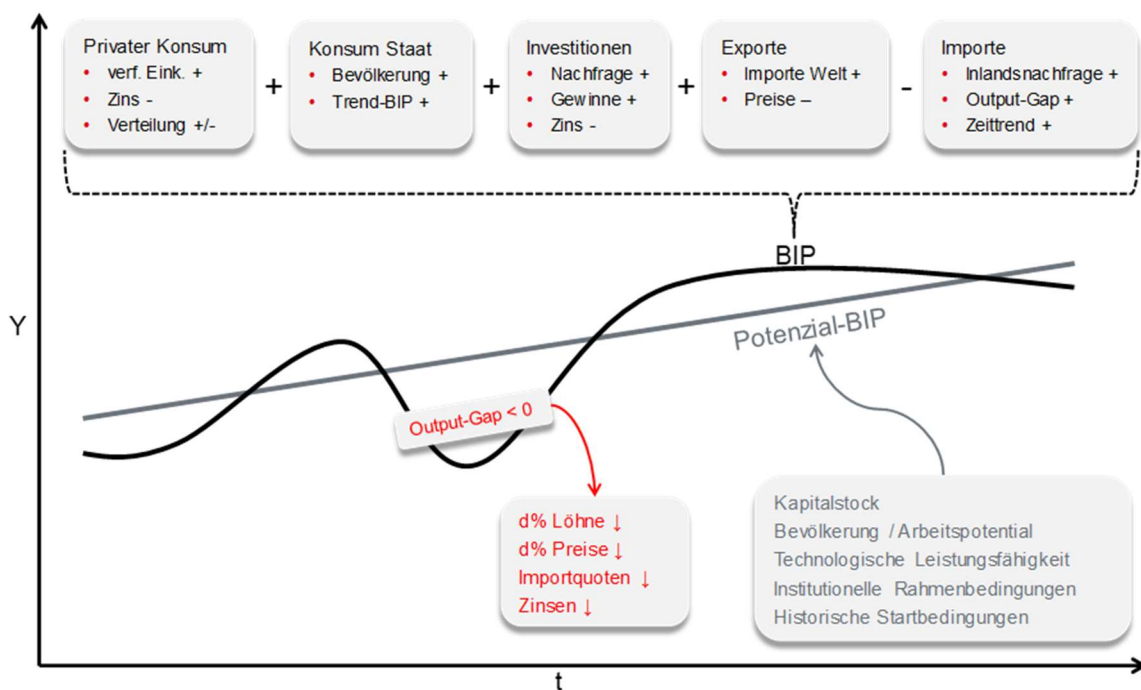 Privater Konsum
• verf. Eink. +
• Zins -
• Verteilung +/-
+
Konsum Staat
• Bevölkerung +
• Trend-BIP +
+
Investitionen
• Nachfrage +
• Gewinne +
• Zins -
+
Exporte
• Importe Welt +
• Preise –
-
Importe
• Inlandsnachfrage +
• Output-Gap +
• Zeittrend +
BIP
Y
Potenzial-BIP
Output-Gap < 0
d% Löhne ↓
d% Preise ↓
Importquoten ↓
Zinsen ↓
Kapitalstock
Bevölkerung / Arbeitspotential
Technologische Leistungsfähigkeit
Institutionelle Rahmenbedingungen
Historische Startbedingungen
t